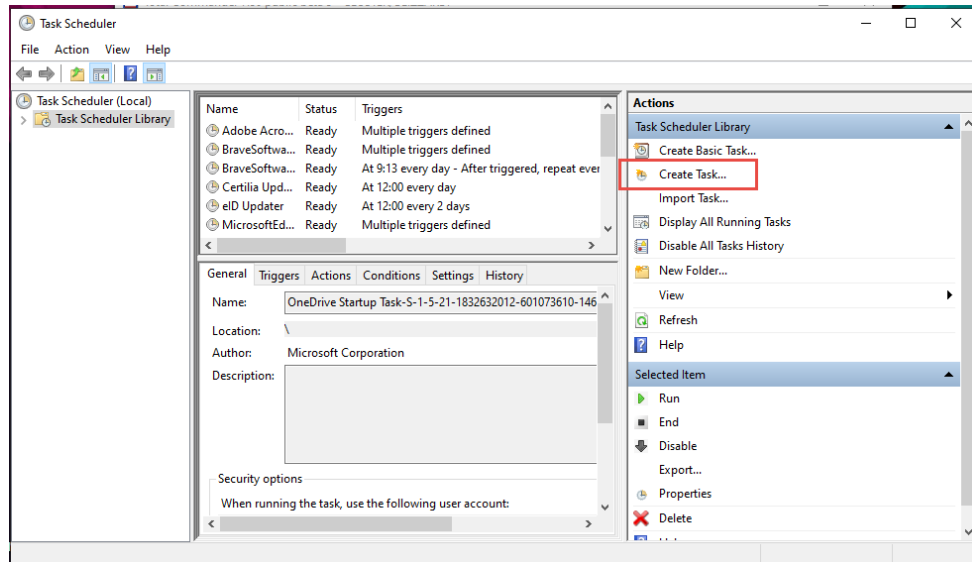 Task Scheduler
File Action View Help
Task Scheduler (Local)
Task Scheduler Library
Name Status Triggers
Adobe Acro... Ready Multiple triggers defined
BraveSoftwa... Ready Multiple triggers defined
BraveSoftwa... Ready At 9:13 every day - After triggered, repeat ever
Certilia Upd... Ready At 12:00 every day
eID Updater Ready At 12:00 every 2 days
MicrosoftEd... Ready Multiple triggers defined
General Triggers Actions Conditions Settings History
Name: OneDrive Startup Task-S-1-5-21-1832632012-601073610-146
Location: \
Author: Microsoft Corporation
Description:
Security options
When running the task, use the following user account:
Actions
Task Scheduler Library
Create Basic Task...
Create Task...
Import Task...
Display All Running Tasks
Disable All Tasks History
New Folder...
View
Refresh
Help
Selected Item
Run
End
Disable
Export...
Properties
Delete